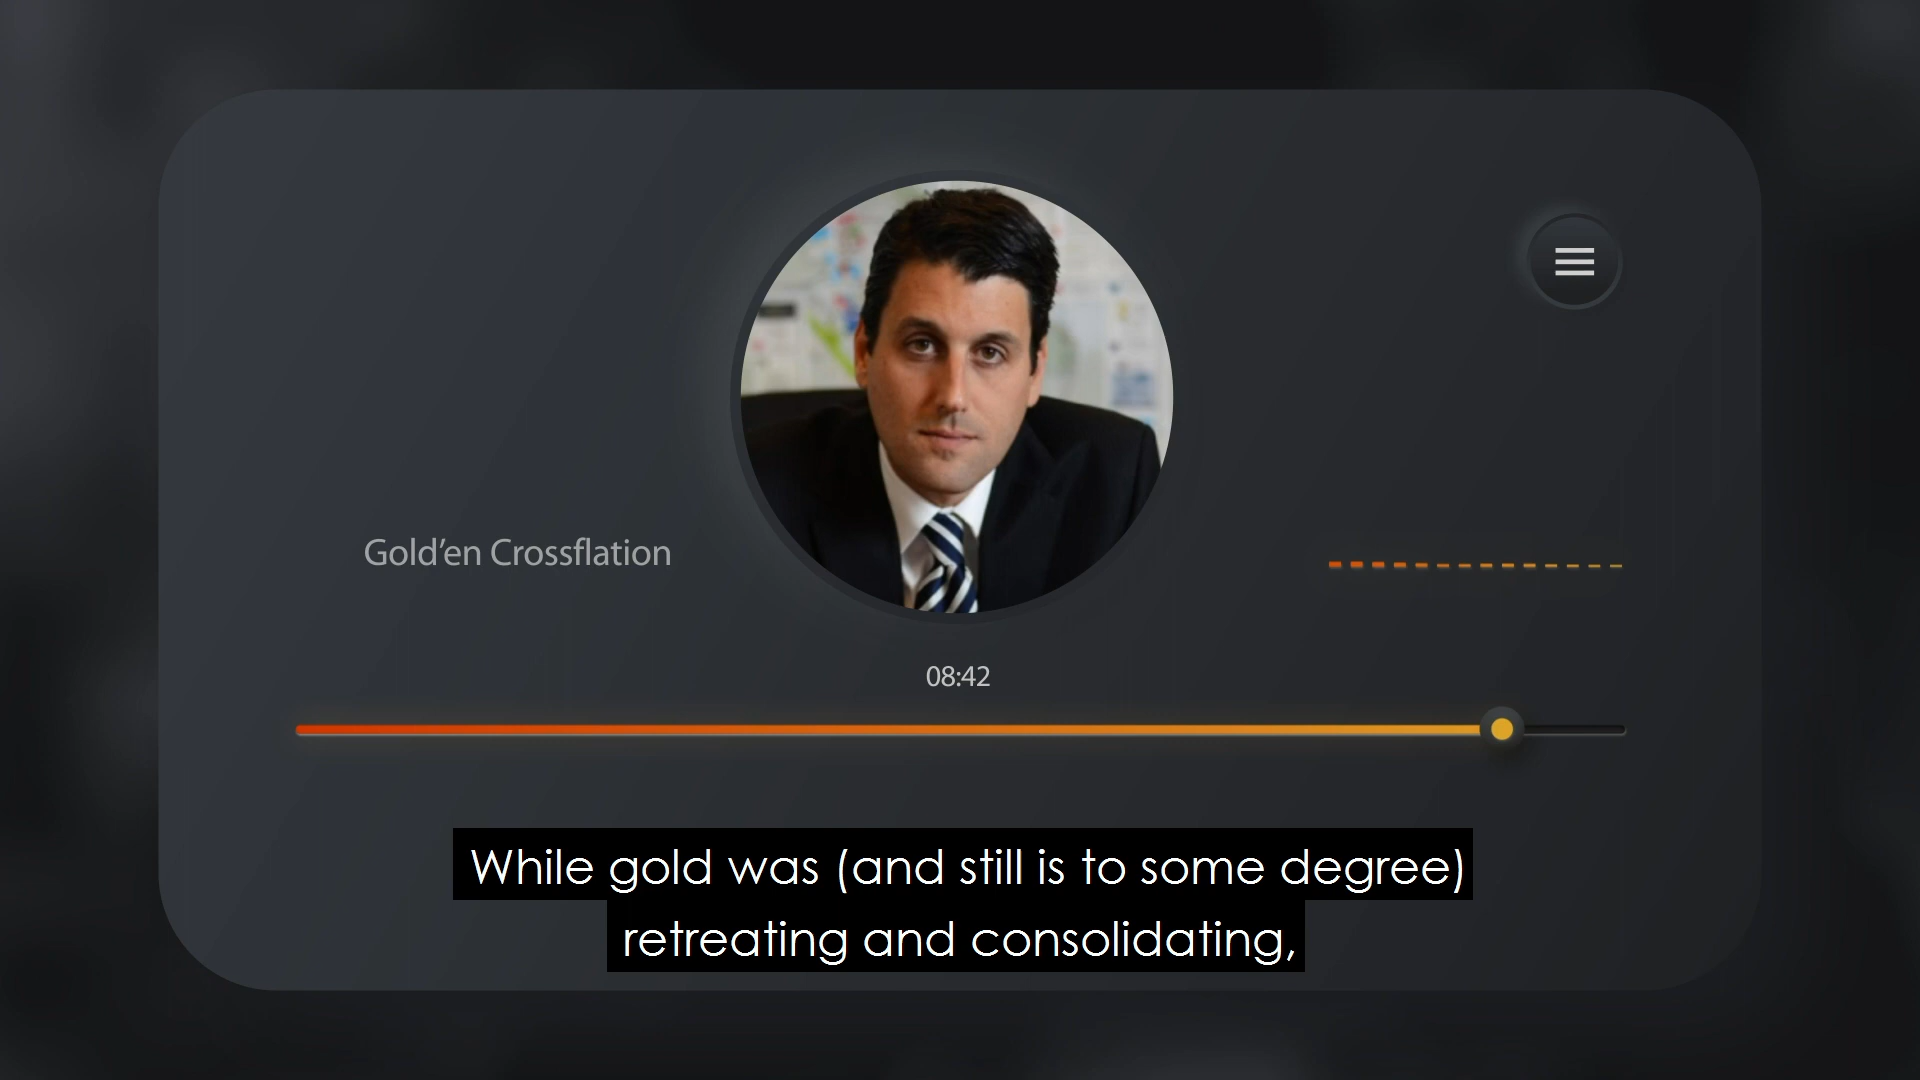 Gold’en Crossflation
08:42
While gold was (and still is to some degree)
retreating and consolidating,